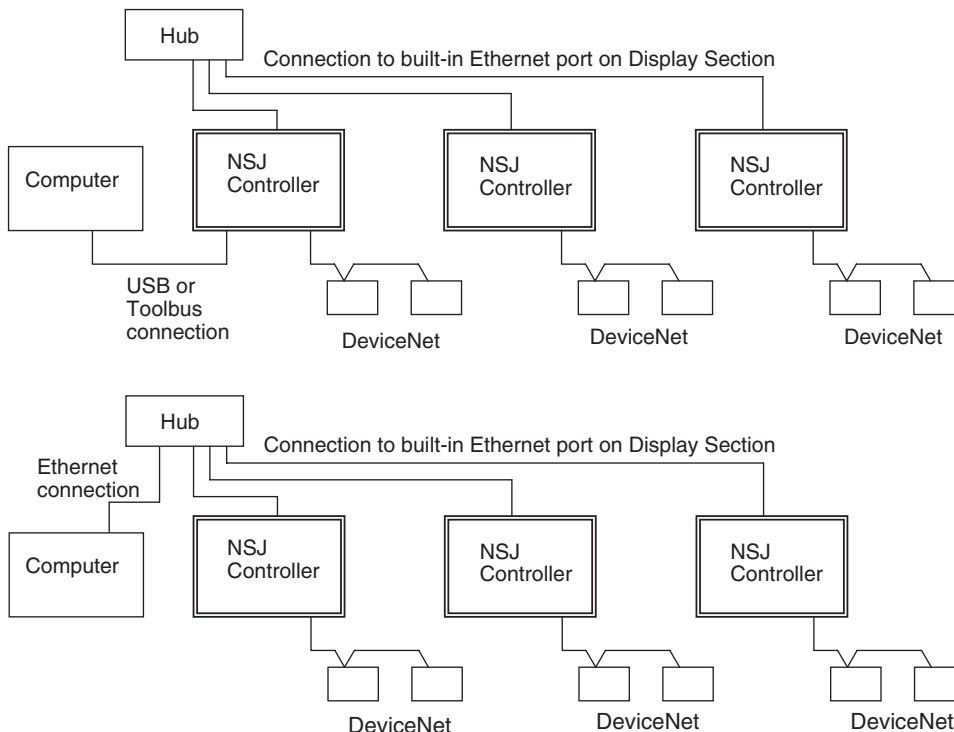 Hub
Connection to built-in Ethernet port on Display Section
Computer
NSJ
Controller
NSJ
Controller
NSJ
Controller
USB or
Toolbus
connection
DeviceNet
DeviceNet
DeviceNet
Hub
Connection to built-in Ethernet port on Display Section
Ethernet
connection
Computer
NSJ
Controller
NSJ
Controller
NSJ
Controller
DeviceNet
DeviceNet
DeviceNet